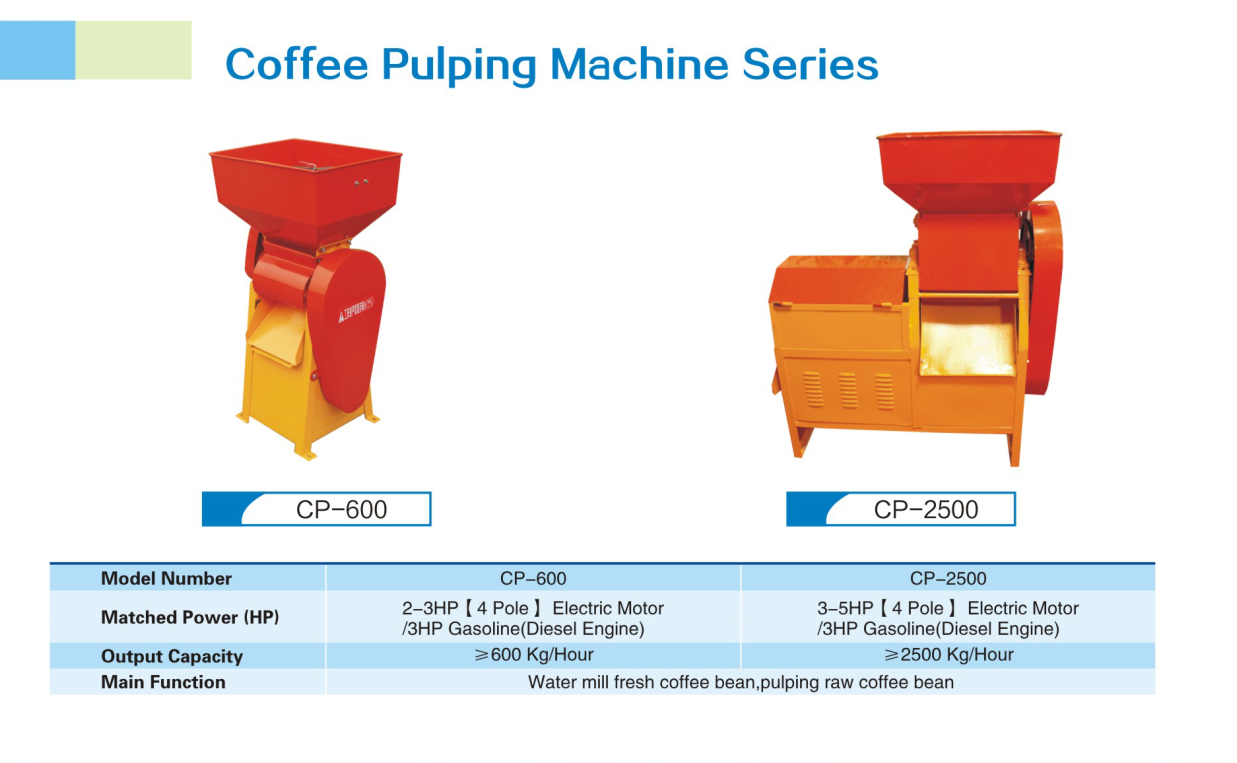 Coffee Pulping Machine Series
CP-600
CP-2500
Model Number CP-600 CP-2500
Matched Power (HP) 2-3HP【4 Pole】Electric Motor /3HP Gasoline(Diesel Engine) 3-5HP【4 Pole】Electric Motor /3HP Gasoline(Diesel Engine)
Output Capacity ≥600 Kg/Hour ≥2500 Kg/Hour
Main Function Water mill fresh coffee bean,pulping raw coffee bean